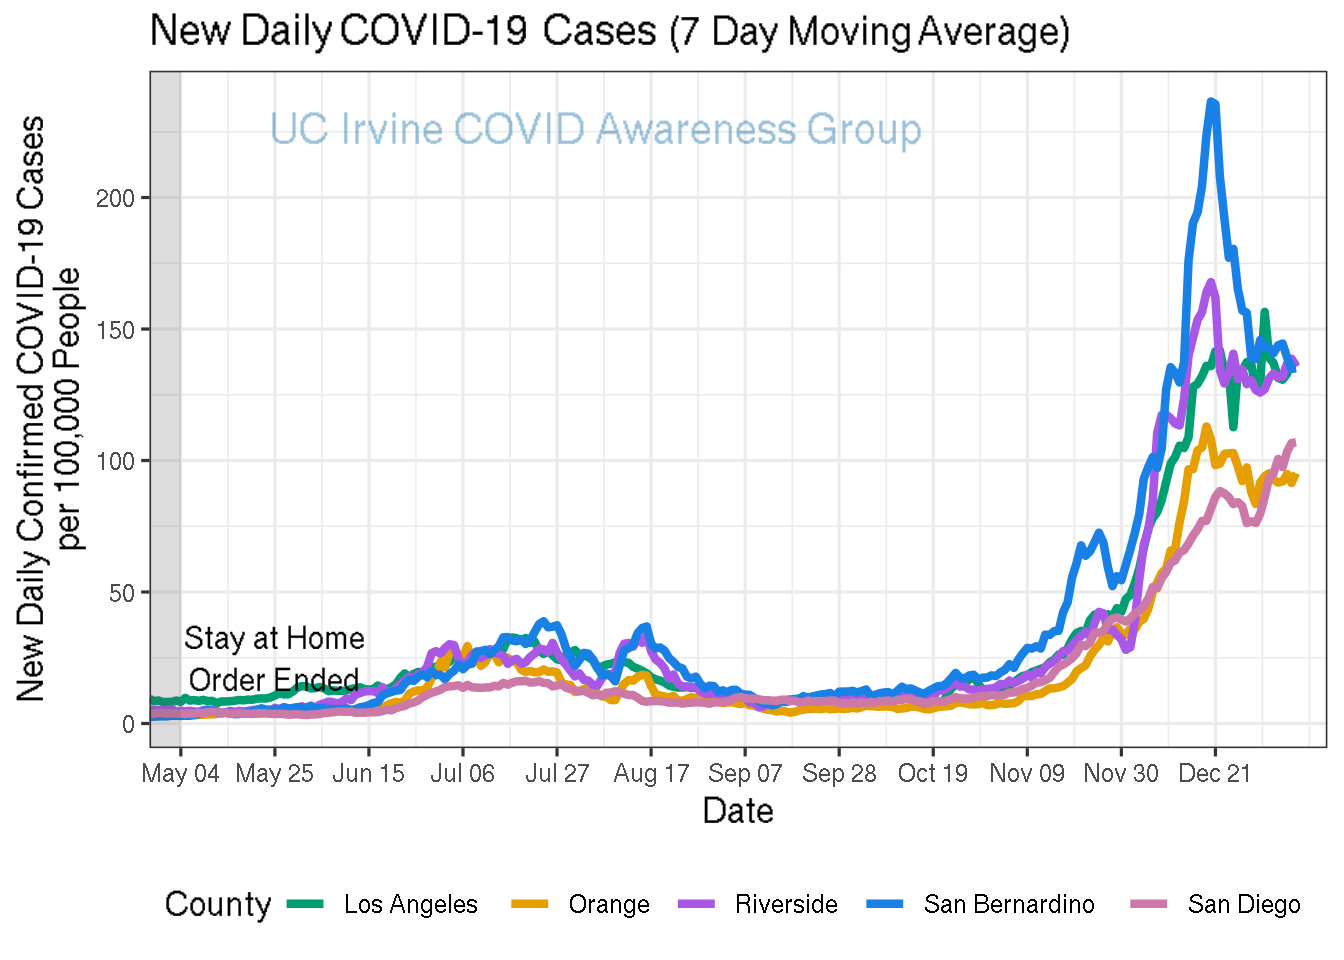 New Daily COVID-19 Cases (7 Day Moving Average)
UC Irvine COVID Awareness Group
New Daily Confirmed COVID-19 Cases
per 100,000 People
200
150
100
50
0
Stay at Home
Order Ended
May 04 May 25 Jun 15 Jul 06 Jul 27 Aug 17 Sep 07 Sep 28 Oct 19 Nov 09 Nov 30 Dec 21
Date
County Los Angeles Orange Riverside San Bernardino San Diego